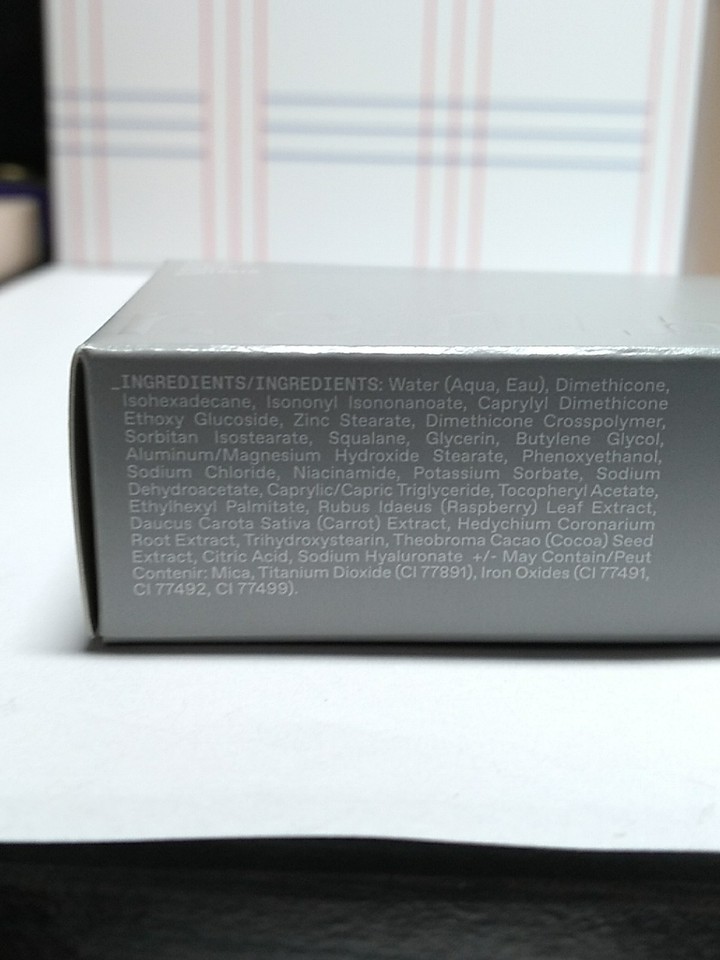 _INGREDIENTS/INGREDIENTS: Water (Aqua, Eau), Dimethicone,
Isohexadecane, Isononyl Isononanoate, Caprylyl Dimethicone
Ethoxy Glucoside, Zinc Stearate, Dimethicone Crosspolymer,
Sorbitan Isostearate, Squalane, Glycerin, Butylene Glycol,
Aluminum/Magnesium Hydroxide Stearate, Phenoxyethanol,
Sodium Chloride, Niacinamide, Potassium Sorbate, Sodium
Dehydroacetate, Caprylic/Capric Triglyceride, Tocopheryl Acetate,
Ethylhexyl Palmitate, Rubus Idaeus (Raspberry) Leaf Extract,
Daucus Carota Sativa (Carrot) Extract, Hedychium Coronarium
Root Extract, Trihydroxystearin, Theobroma Cacao (Cocoa) Seed
Extract, Citric Acid, Sodium Hyaluronate +/- May Contain/Peut
Contenir: Mica, Titanium Dioxide (CI 77891), Iron Oxides (CI 77491,
CI 77492, CI 77499).